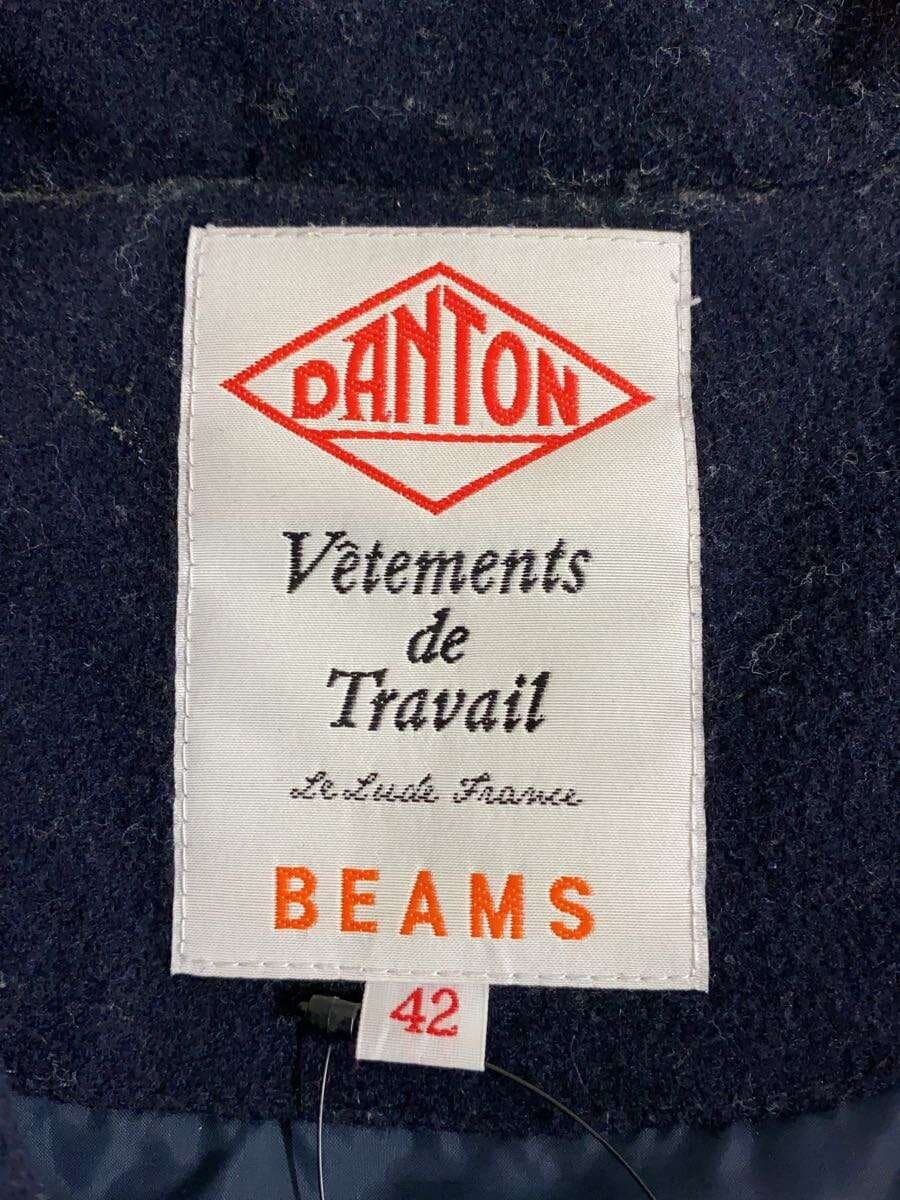 DANTON
Vêtements
de
Travail
Le Lude France
BEAMS
42